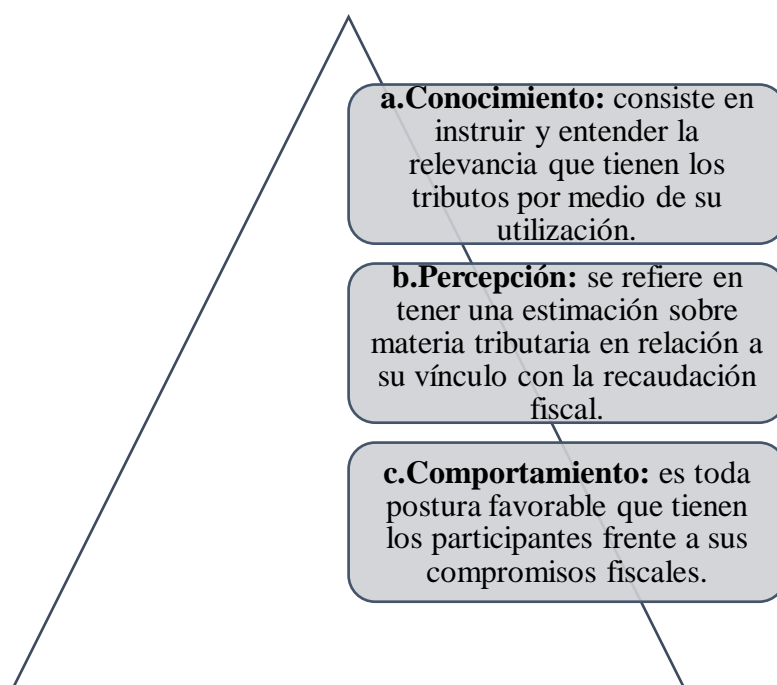 a.Conocimiento: consiste en
instruir y entender la
relevancia que tienen los
tributos por medio de su
utilización.
b.Percepción: se refiere en
tener una estimación sobre
materia tributaria en relación a
su vínculo con la recaudación
fiscal.
c.Comportamiento: es toda
postura favorable que tienen
los participantes frente a sus
compromisos fiscales.